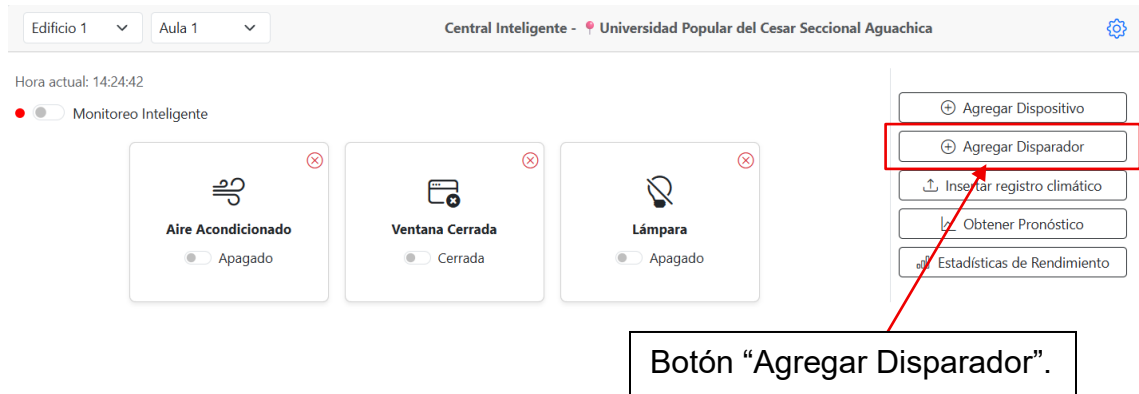 Edificio 1
Aula 1
Central Inteligente - Universidad Popular del Cesar Seccional Aguachica
Hora actual: 14:24:42
Monitoreo Inteligente
Aire Acondicionado
Apagado
Ventana Cerrada
Cerrada
Lámpara
Apagado
Agregar Dispositivo
Agregar Disparador
Insertar registro climático
Obtener Pronóstico
Estadísticas de Rendimiento
Botón “Agregar Disparador”.